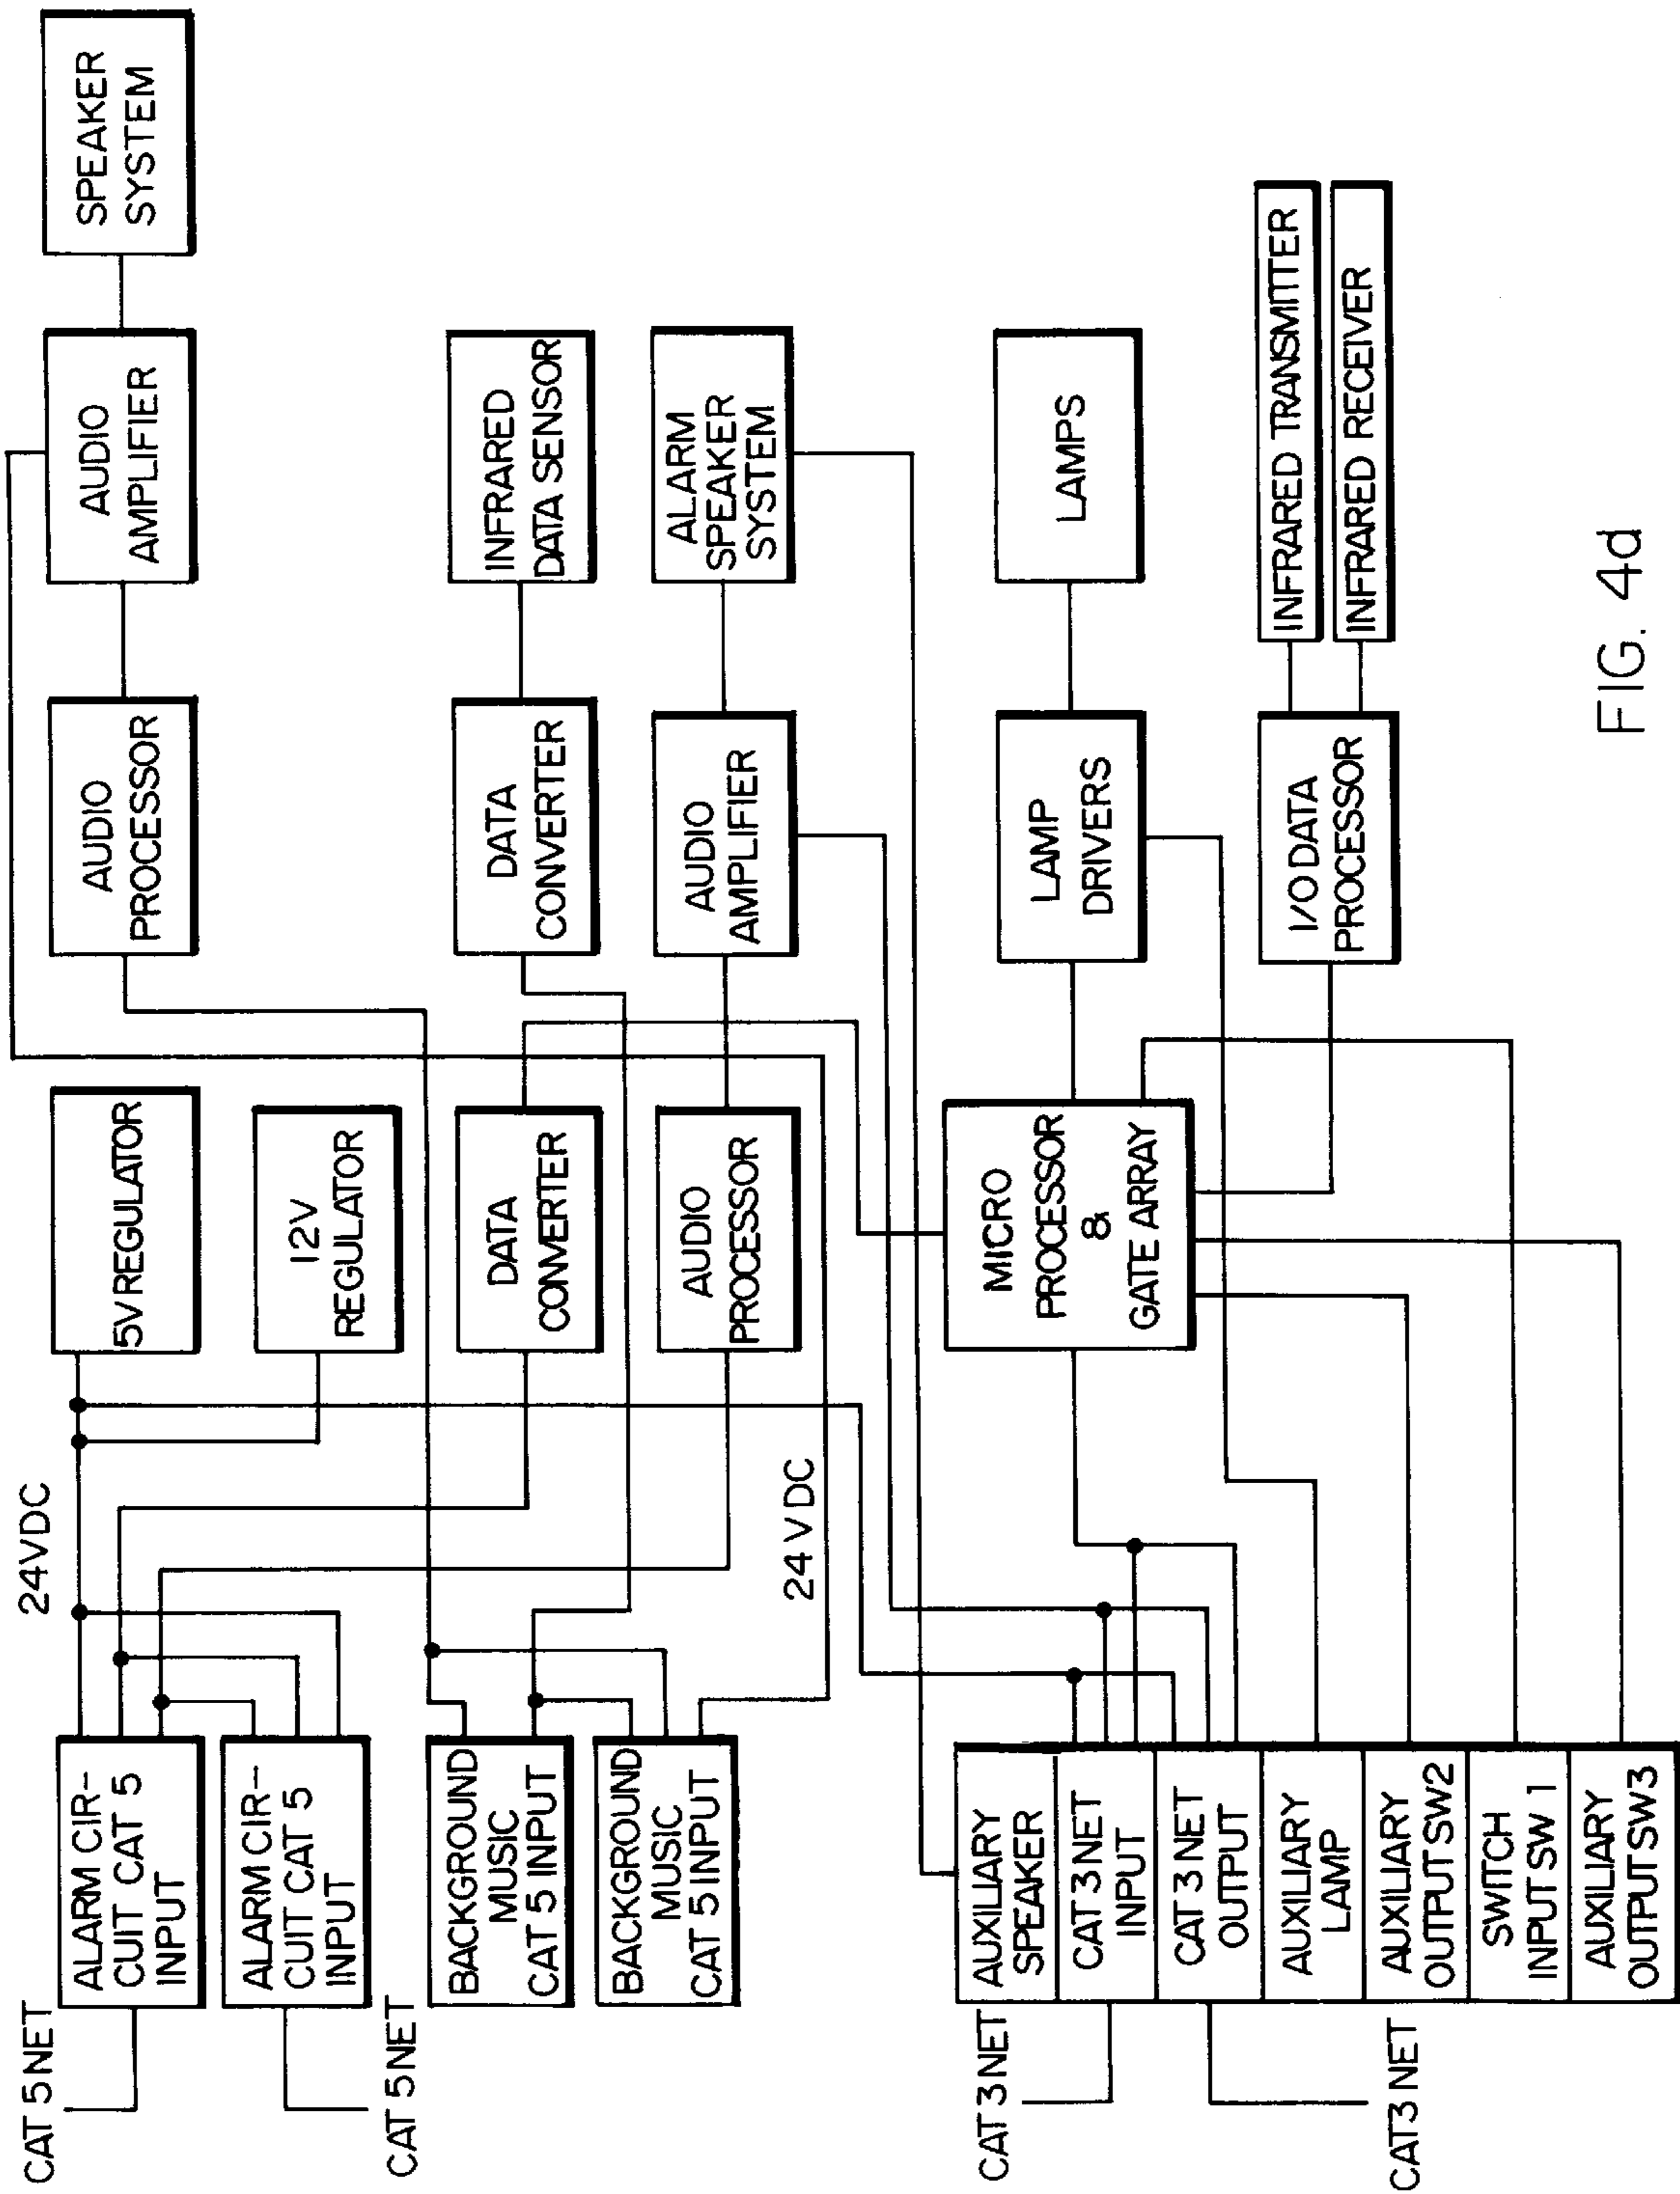 SPEAKER
SYSTEM
AUDIO
AMPLIFIER
AUDIO
PROCESSOR
5V REGULATOR
24VDC
ALARM CIR-
CUIT CAT 5
INPUT
CAT 5 NET
12V
REGULATOR
ALARM CIR-
CUIT CAT 5
INPUT
CAT 5 NET
INFRARED
DATA SENSOR
DATA
CONVERTER
DATA
CONVERTER
BACKGROUND
MUSIC
CAT 5 INPUT
ALARM
SPEAKER
SYSTEM
AUDIO
AMPLIFIER
AUDIO
PROCESSOR
BACKGROUND
MUSIC
CAT 5 INPUT
24 V DC
LAMPS
LAMP
DRIVERS
MICRO
PROCESSOR
&
GATE ARRAY
AUXILIARY
SPEAKER
CAT 3 NET
INPUT
CAT 3 NET
CAT 3 NET
OUTPUT
CAT3 NET
INFRARED TRANSMITTER
INFRARED RECEIVER
I/O DATA
PROCESSOR
AUXILIARY
LAMP
AUXILIARY
OUTPUT SW2
SWITCH
INPUT SW 1
AUXILIARY
OUTPUT SW3
FIG. 4d